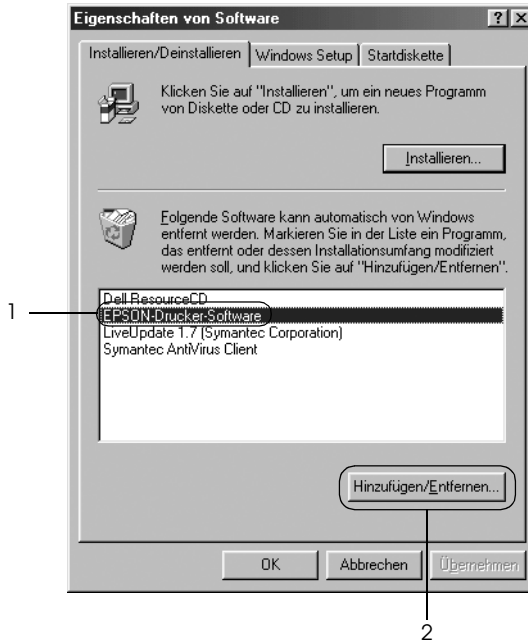 Eigenschaften von Software
Installieren/Deinstallieren Windows Setup Startdiskette
Klicken Sie auf "Installieren", um ein neues Programm
von Diskette oder CD zu installieren.
Installieren...
Folgende Software kann automatisch von Windows
entfernt werden. Markieren Sie in der Liste ein Programm,
das entfernt oder dessen Installationsumfang modifiziert
werden soll, und klicken Sie auf "Hinzufügen/Entfernen".
Dell ResourceCD
1
EPSON-Drucker-Software
LiveUpdate 1.7 (Symantec Corporation)
Symantec AntiVirus Client
Hinzufügen/Entfernen...
OK Abbrechen Übernehmen
2